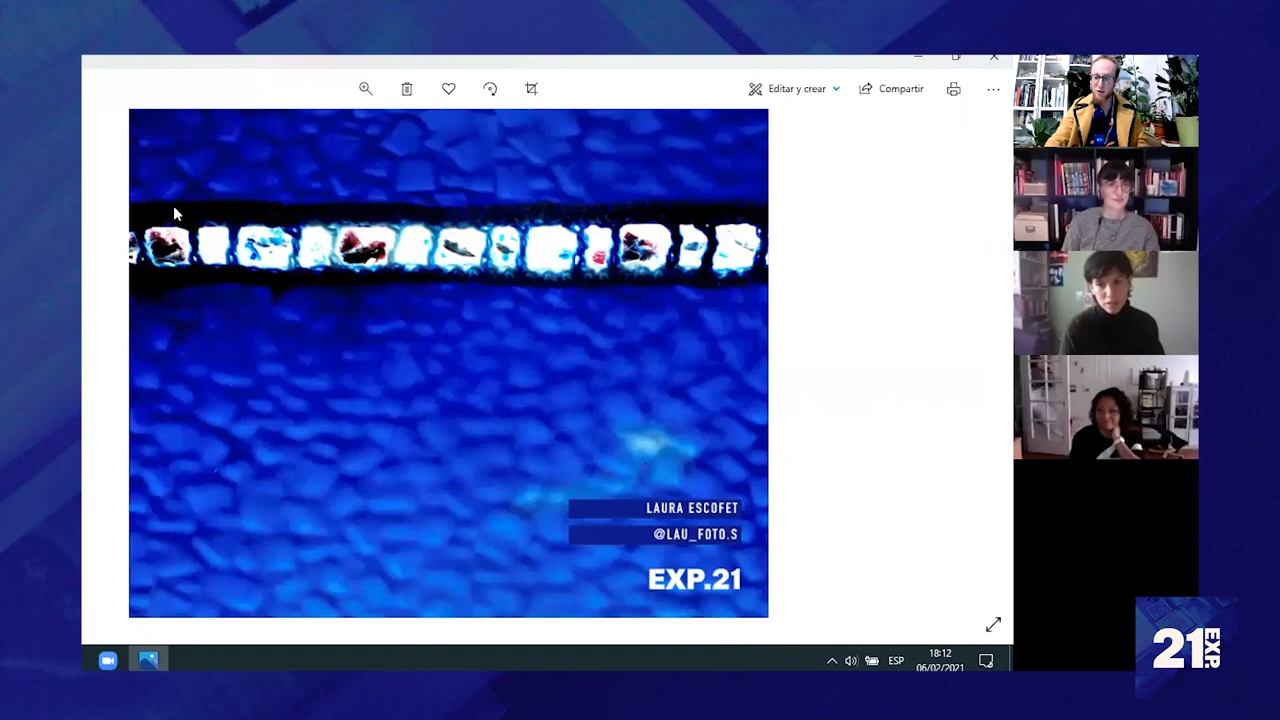 Editar y crear
Compartir
LAURA ESCOFET
@LAU_FOTO.S
EXP.21
ESP
18:12
06/02/2021
21 EXP.